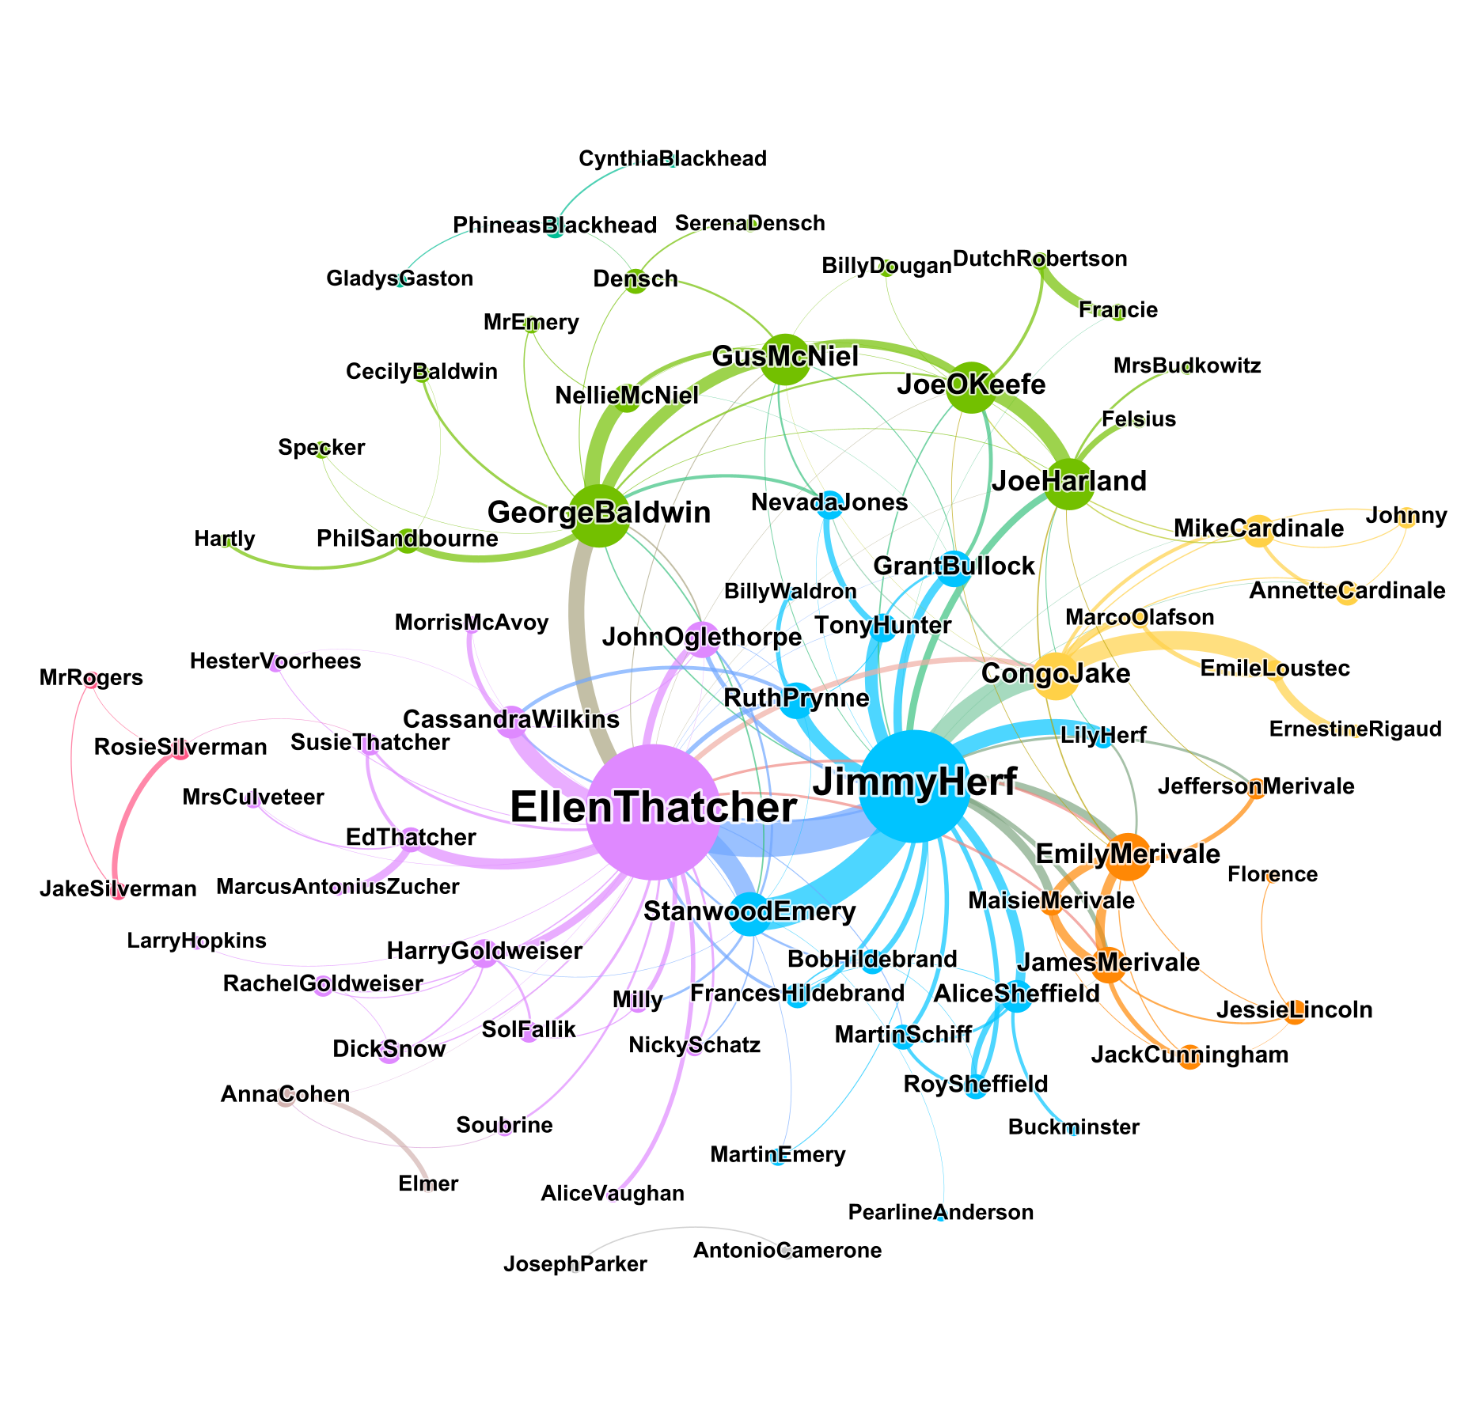 CynthiaBlackhead
PhineasBlackhead
SerenaDensch
GladysGaston
Densch
BillyDougan
DutchRobertson
Francie
MrEmery
GusMcNiel
CecilyBaldwin
NellieMcNiel
JoeOKeefe
MrsBudkowitz
Felsius
Specker
JoeHarland
GeorgeBaldwin
NevadaJones
MikeCardinale
Johnny
Hartly
PhilSandbourne
GrantBullock
BillyWaldron
AnnetteCardinale
MorrisMcAvoy
JohnOglethorpe
TonyHunter
MarcoOlafson
HesterVoorhees
MrRogers
CongoJake
EmileLoustec
RuthPrynne
CassandraWilkins
RosieSilverman
SusieThatcher
LilyHerf
ErnestineRigaud
JimmyHerf
EllenThatcher
JeffersonMerivale
MrsCulveteer
EdThatcher
EmilyMerivale
Florence
JakeSilverman
MarcusAntoniusZucher
StanwoodEmery
MaisieMerivale
LarryHopkins
HarryGoldweiser
BobHildebrand
JamesMerivale
RachelGoldweiser
Milly
FrancesHildebrand
AliceSheffield
JessieLincoln
SolFallik
MartinSchiff
DickSnow
NickySchatz
JackCunningham
RoySheffield
AnnaCohen
Soubrine
Buckminster
MartinEmery
Elmer
AliceVaughan
PearlineAnderson
AntonioCamerone
JosephParker